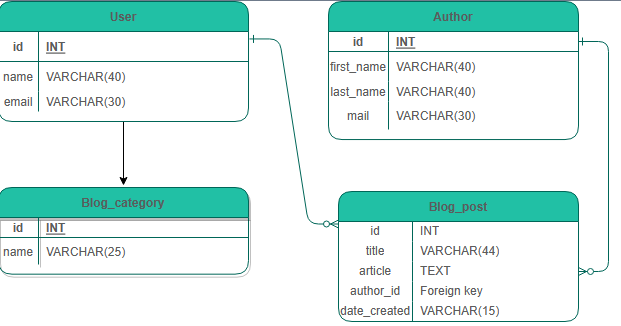 User
id INT
name VARCHAR(40)
email VARCHAR(30)
Author
id INT
first_name VARCHAR(40)
last_name VARCHAR(40)
mail VARCHAR(30)
Blog_category
id INT
name VARCHAR(25)
Blog_post
id INT
title VARCHAR(44)
article TEXT
author_id Foreign key
date_created VARCHAR(15)